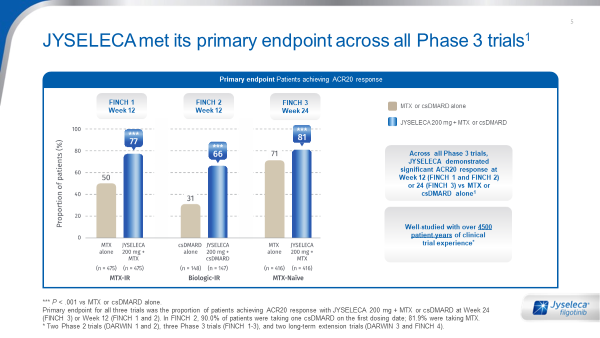 5
JYSELECA met its primary endpoint across all Phase 3 trials¹
Primary endpoint Patients achieving ACR20 response
FINCH 1
Week 12
FINCH 2
Week 12
FINCH 3
Week 24
MTX or csDMARD alone
JYSELECA 200 mg + MTX or csDMARD
Proportion of patients (%)
100
80
60
40
20
0
50
***
77
31
***
66
71
***
81
MTX
alone
JYSELECA
200 mg +
MTX
csDMARD
alone
JYSELECA
200 mg +
csDMARD
MTX
alone
JYSELECA
200 mg +
MTX
(n = 475)
(n = 475)
(n = 148)
(n = 147)
(n = 416)
(n = 416)
MTX-IR
Biologic-IR
MTX-Naïve
Across all Phase 3 trials,
JYSELECA demonstrated
significant ACR20 response at
Week 12 (FINCH 1 and FINCH 2)
or 24 (FINCH 3) vs MTX or
csDMARD alone¹
Well-studied with over 4500
patient years of clinical
trial experience*
*** P < .001 vs MTX or csDMARD alone.
Primary endpoint for all three trials was the proportion of patients achieving ACR20 response with JYSELECA 200 mg + MTX or csDMARD at Week 24
(FINCH 3) or Week 12 (FINCH 1 and 2). In FINCH 2, 90.0% of patients were taking one csDMARD on the first dosing date; 81.9% were taking MTX.
* Two Phase 2 trials (DARWIN 1 and 2), three Phase 3 trials (FINCH 1-3), and two long-term extension trials (DARWIN 3 and FINCH 4).
Jyseleca
filgotinib